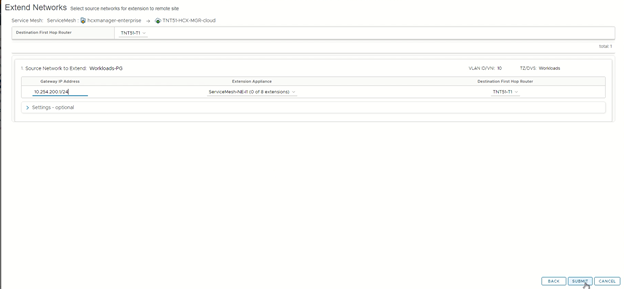 Extend Networks Select source networks for extension to remote site
Service Mesh: ServiceMesh: hcxmanager-enterprise → TNT51-HCX-MGR-cloud
Destination First Hop Router TNT51-T1
total: 1
Source Network to Extend: Workloads-PG VLAN ID/VNI: 10 TZ/DVS: Workloads
Gateway IP Address Extension Appliance Destination First Hop Router
10.254.200.1/24 ServiceMesh-NE-I1 (0 of 8 extensions) TNT51-T1
Settings - optional
BACK SUBMIT CANCEL